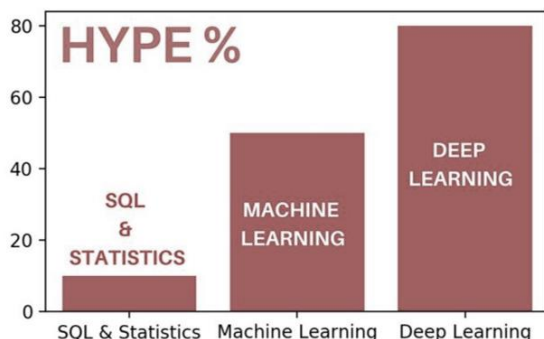 HYPE %
80
60
40
20
0
SQL
&
STATISTICS
MACHINE
LEARNING
DEEP
LEARNING
SQL & Statistics Machine Learning Deep Learning